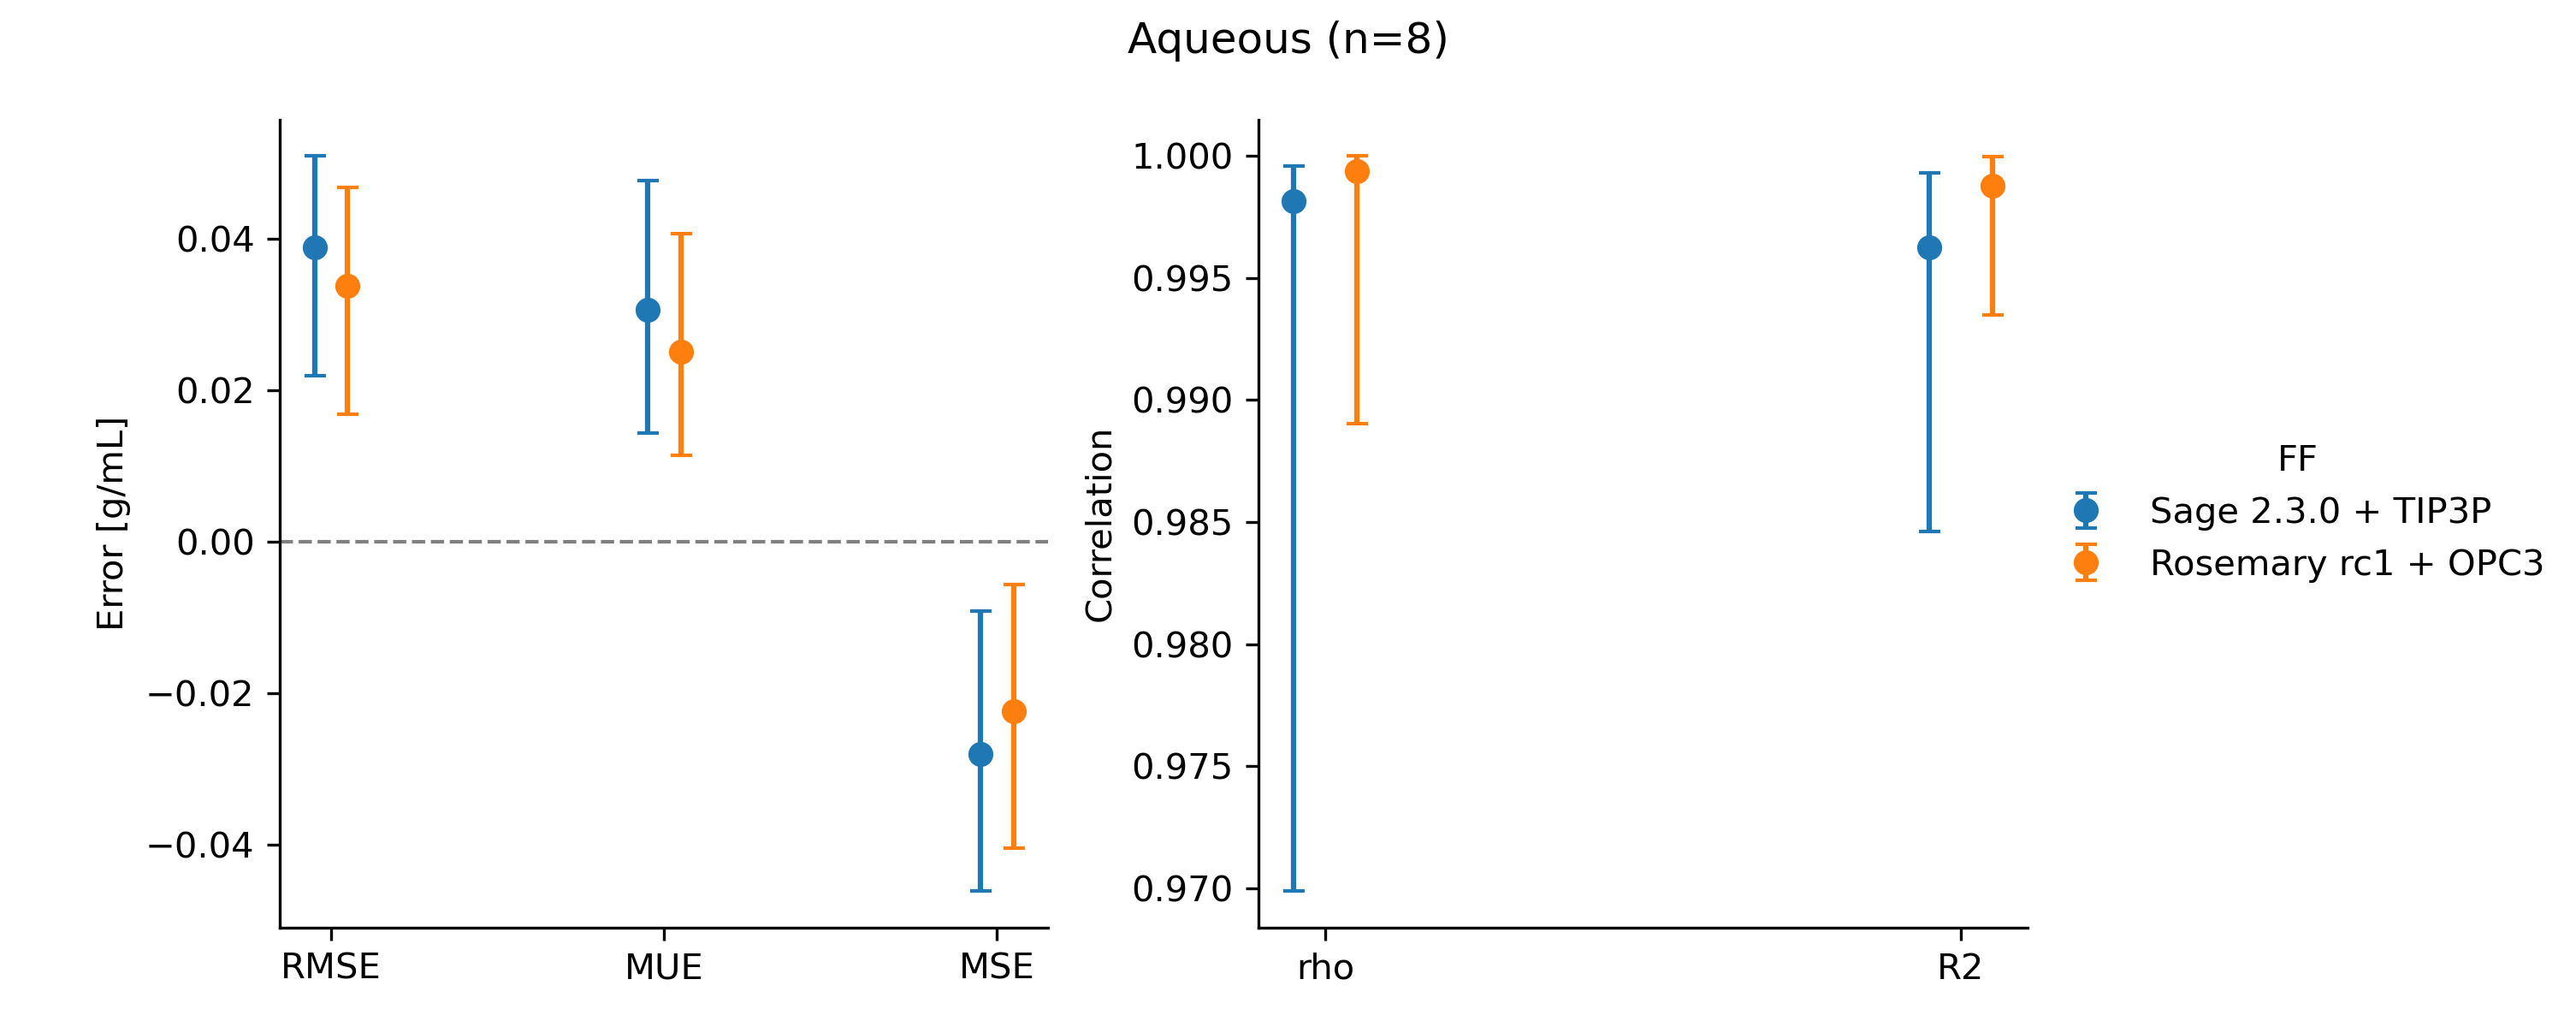 Aqueous (n=8)
Error [g/mL]
0.04
0.02
0.00
−0.02
−0.04
RMSE
MUE
MSE
Correlation
1.000
0.995
0.990
0.985
0.980
0.975
0.970
rho
R2
FF
Sage 2.3.0 + TIP3P
Rosemary rc1 + OPC3